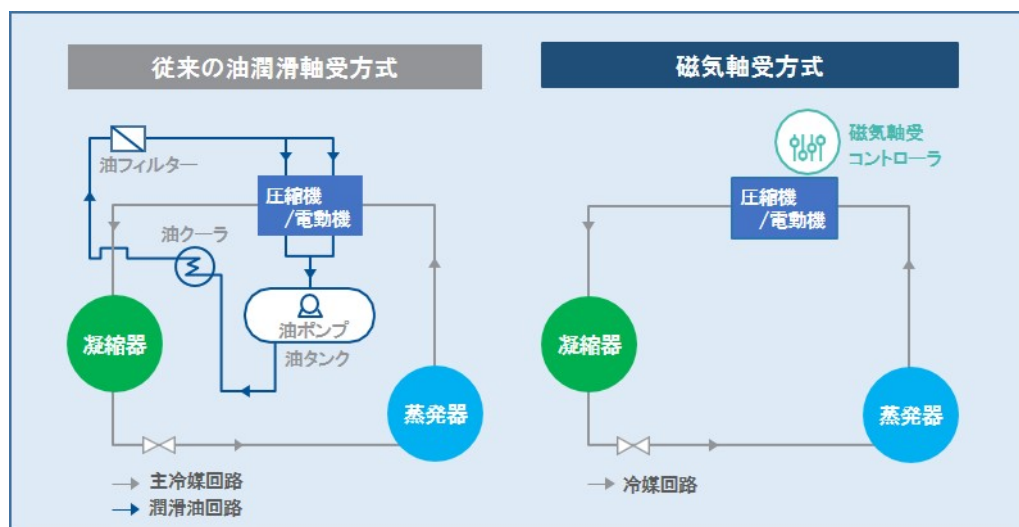 従来の油潤滑軸受方式
油フィルター
圧縮機
/電動機
油クーラ
油ポンプ
油タンク
凝縮器
蒸発器
主冷媒回路
潤滑油回路
磁気軸受方式
磁気軸受
コントローラ
圧縮機
/電動機
凝縮器
蒸発器
冷媒回路